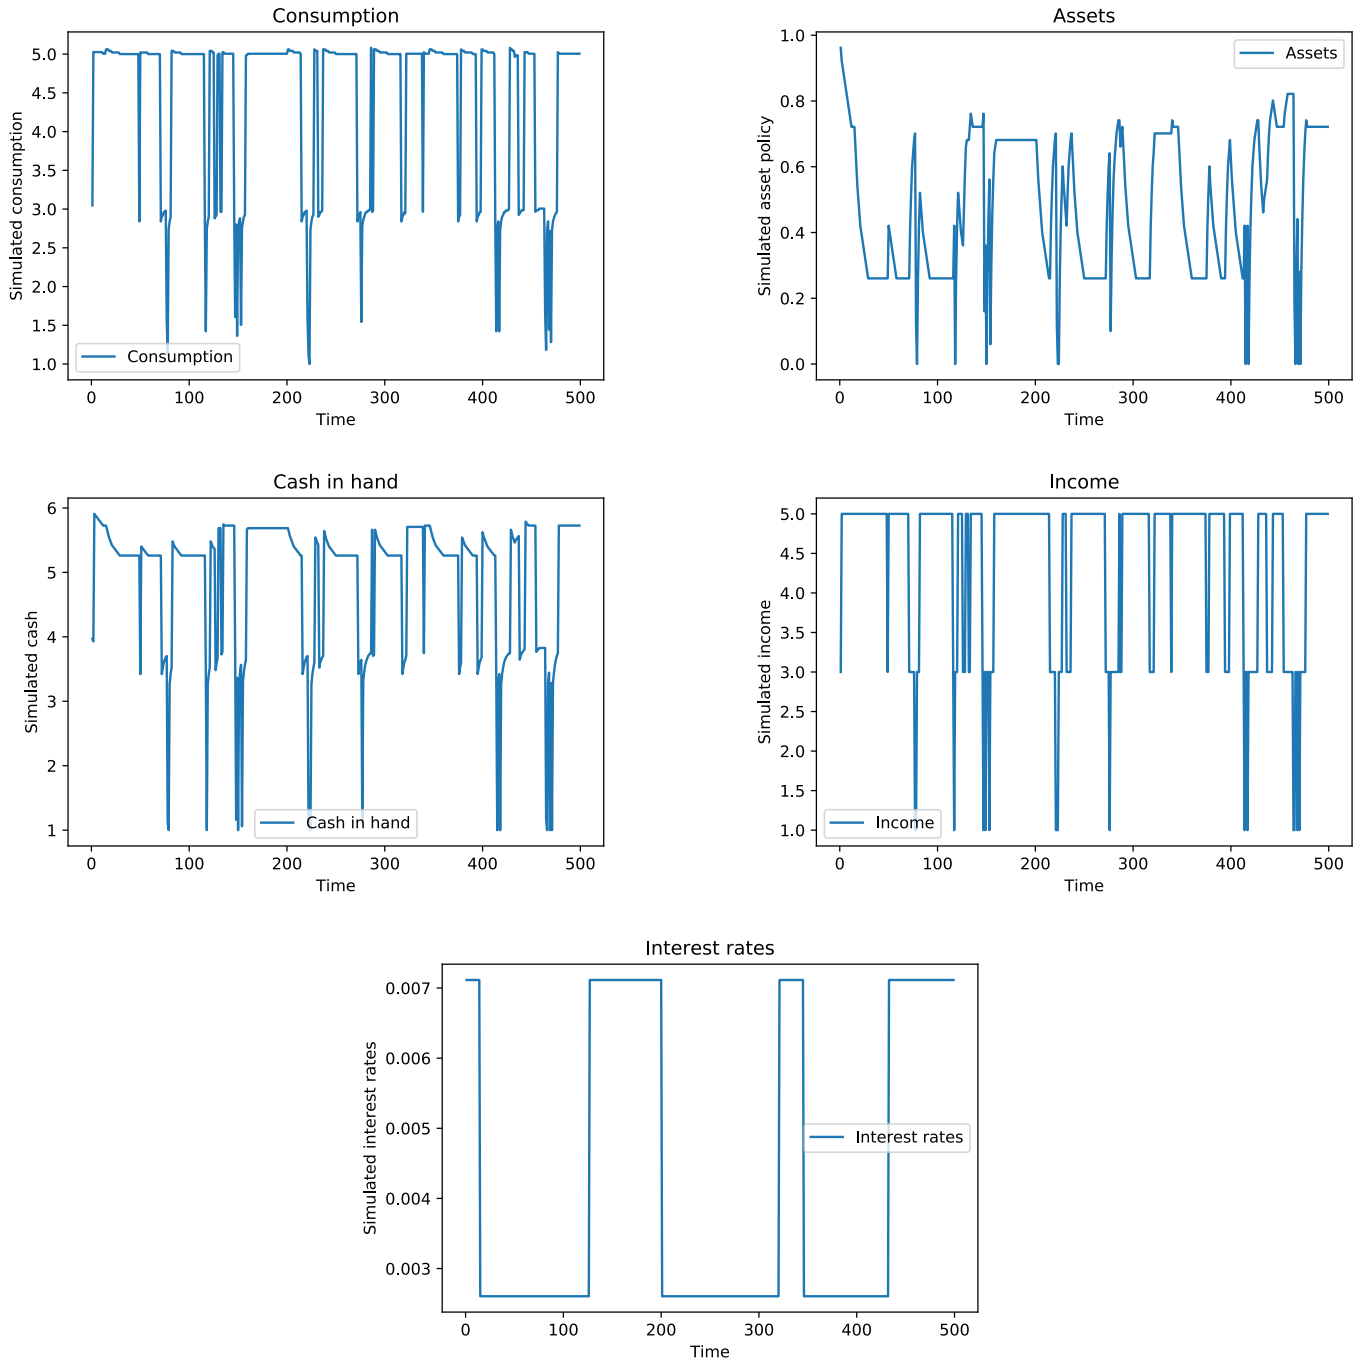 Consumption
Simulated consumption
5.0
4.5
4.0
3.5
3.0
2.5
2.0
1.5
1.0
Consumption
0 100 200 300 400 500
Time
Assets
Simulated asset policy
1.0
0.8
0.6
0.4
0.2
0.0
Assets
0 100 200 300 400 500
Time
Cash in hand
Simulated cash
6
5
4
3
2
1
Cash in hand
0 100 200 300 400 500
Time
Income
Simulated income
5.0
4.5
4.0
3.5
3.0
2.5
2.0
1.5
1.0
Income
0 100 200 300 400 500
Time
Interest rates
Simulated interest rates
0.007
0.006
0.005
0.004
0.003
Interest rates
0 100 200 300 400 500
Time